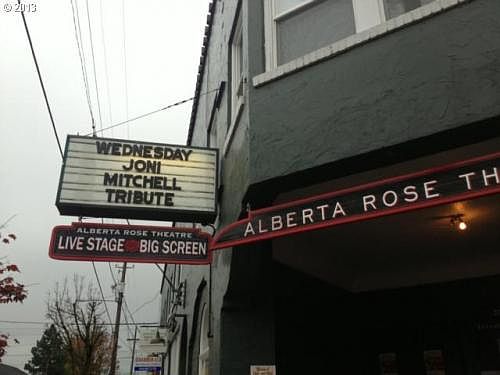 © 2013
WEDNESDAY
JONI
MITCHELL
TRIBUTE
ALBERTA ROSE THEATRE
LIVE STAGE BIG SCREEN
ALBERTA ROSE TH